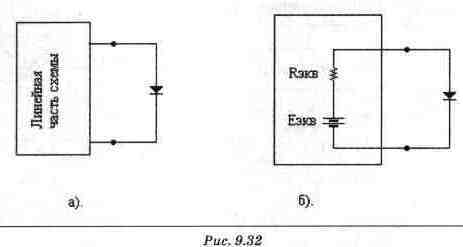 Линейная
часть схемы
Rэкв
Eэкв
а).
б).
Рис. 9.32